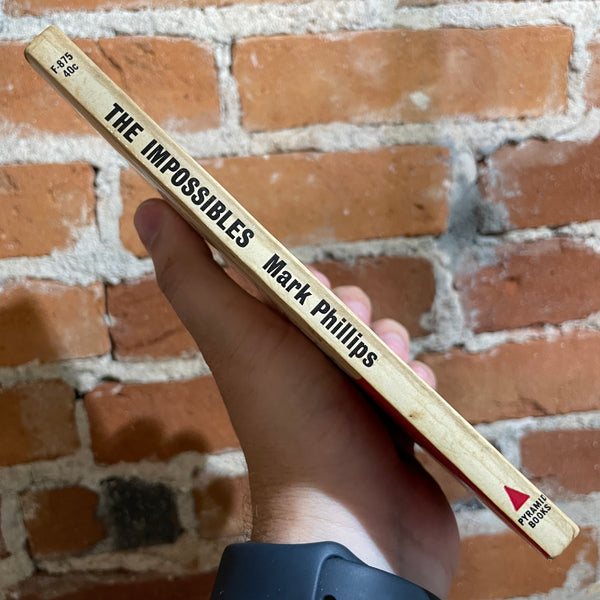 F-875
40c
THE IMPOSSIBLES Mark Phillips
PYRAMID
BOOKS